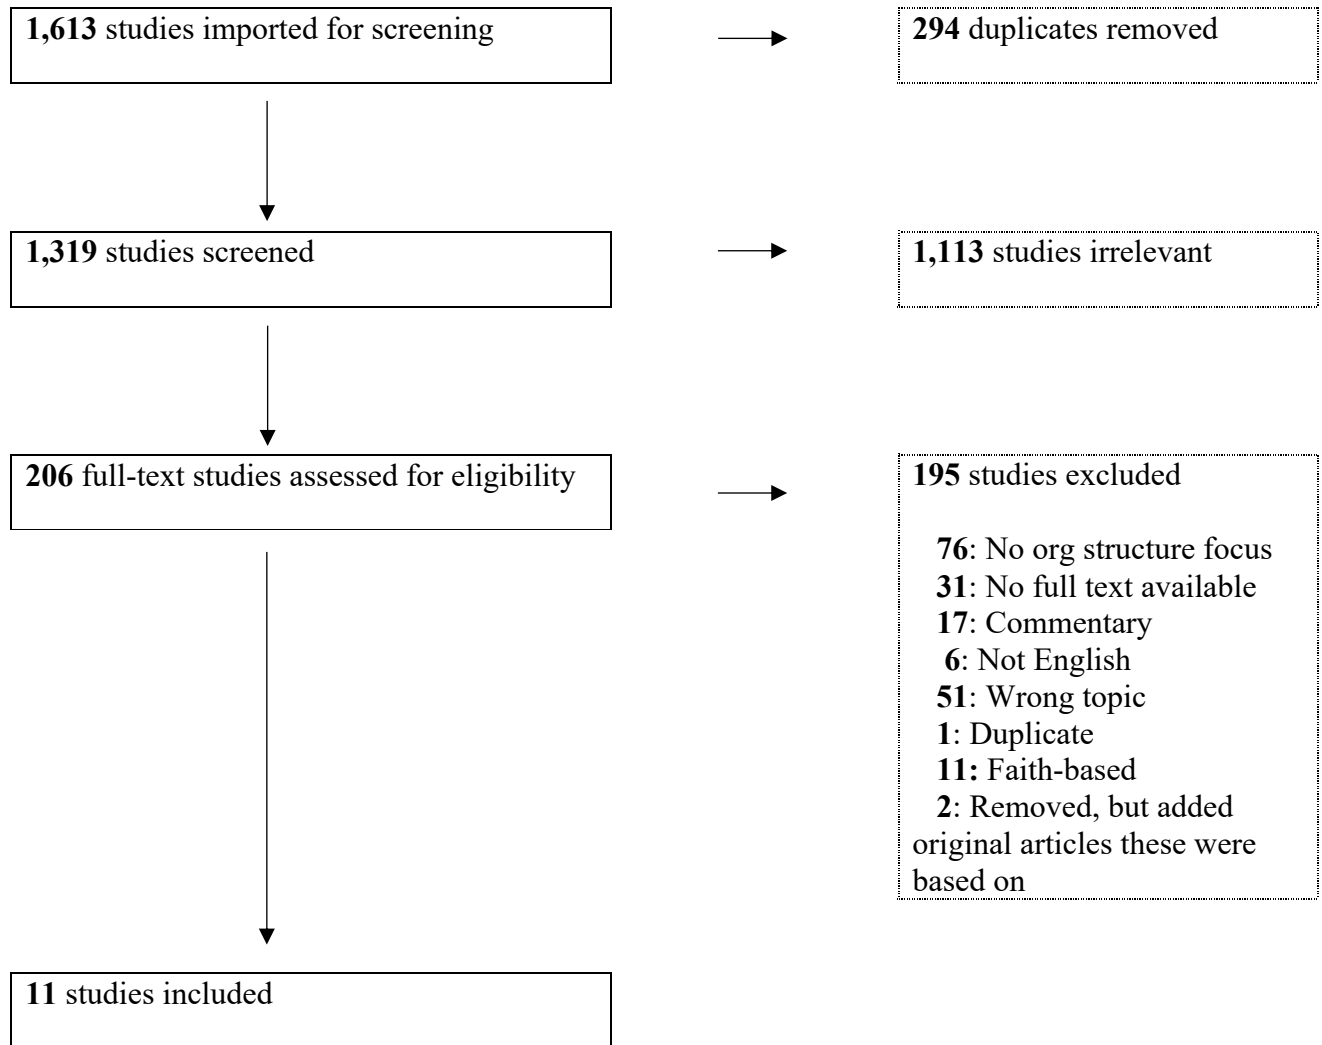 1,613 studies imported for screening
294 duplicates removed
1,319 studies screened
1,113 studies irrelevant
206 full-text studies assessed for eligibility
195 studies excluded
76: No org structure focus
31: No full text available
17: Commentary
6: Not English
51: Wrong topic
1: Duplicate
11: Faith-based
2: Removed, but added
original articles these were
based on
11 studies included